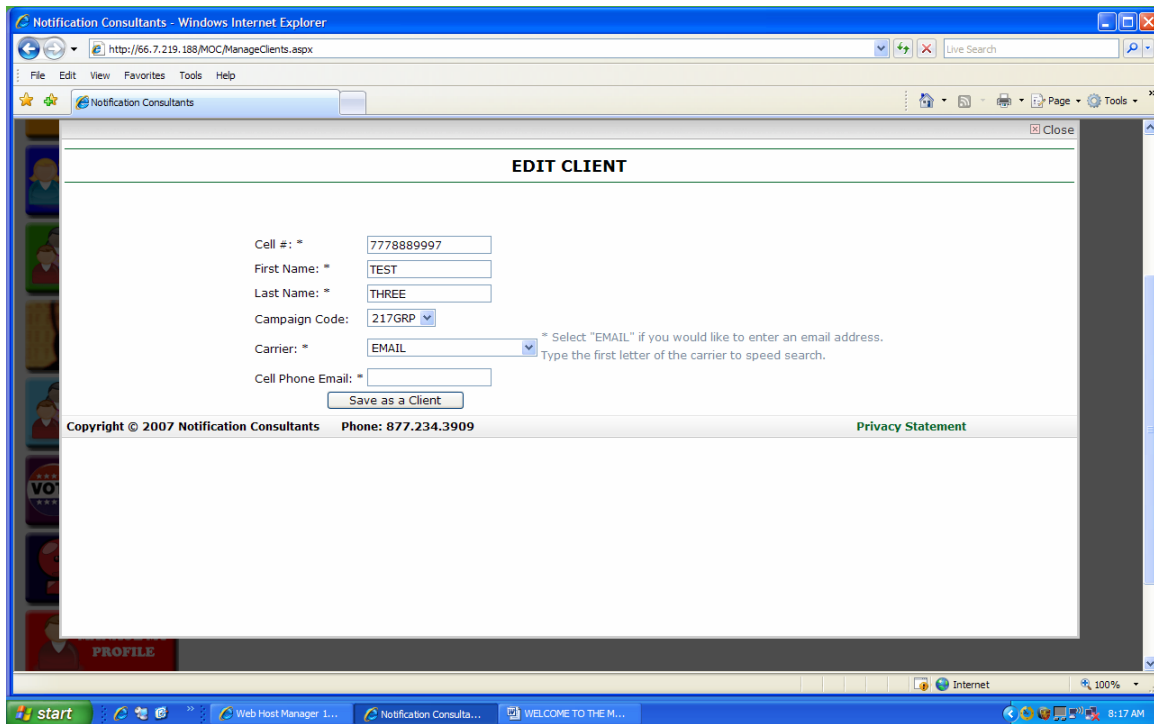 Notification Consultants - Windows Internet Explorer
http://66.7.219.188/MOC/ManageClients.aspx
Live Search
File Edit View Favorites Tools Help
Notification Consultants
Page
Tools
Close
EDIT CLIENT
Cell #: * 7778889997
First Name: * TEST
Last Name: * THREE
Campaign Code: 217GRP
Carrier: * EMAIL
* Select "EMAIL" if you would like to enter an email address.
Type the first letter of the carrier to speed search.
Cell Phone Email: *
Save as a Client
Copyright © 2007 Notification Consultants Phone: 877.234.3909 Privacy Statement
VO
PROFILE
Internet 100%
start Web Host Manager 1... Notification Consulta... WELCOME TO THE M... 8:17 AM